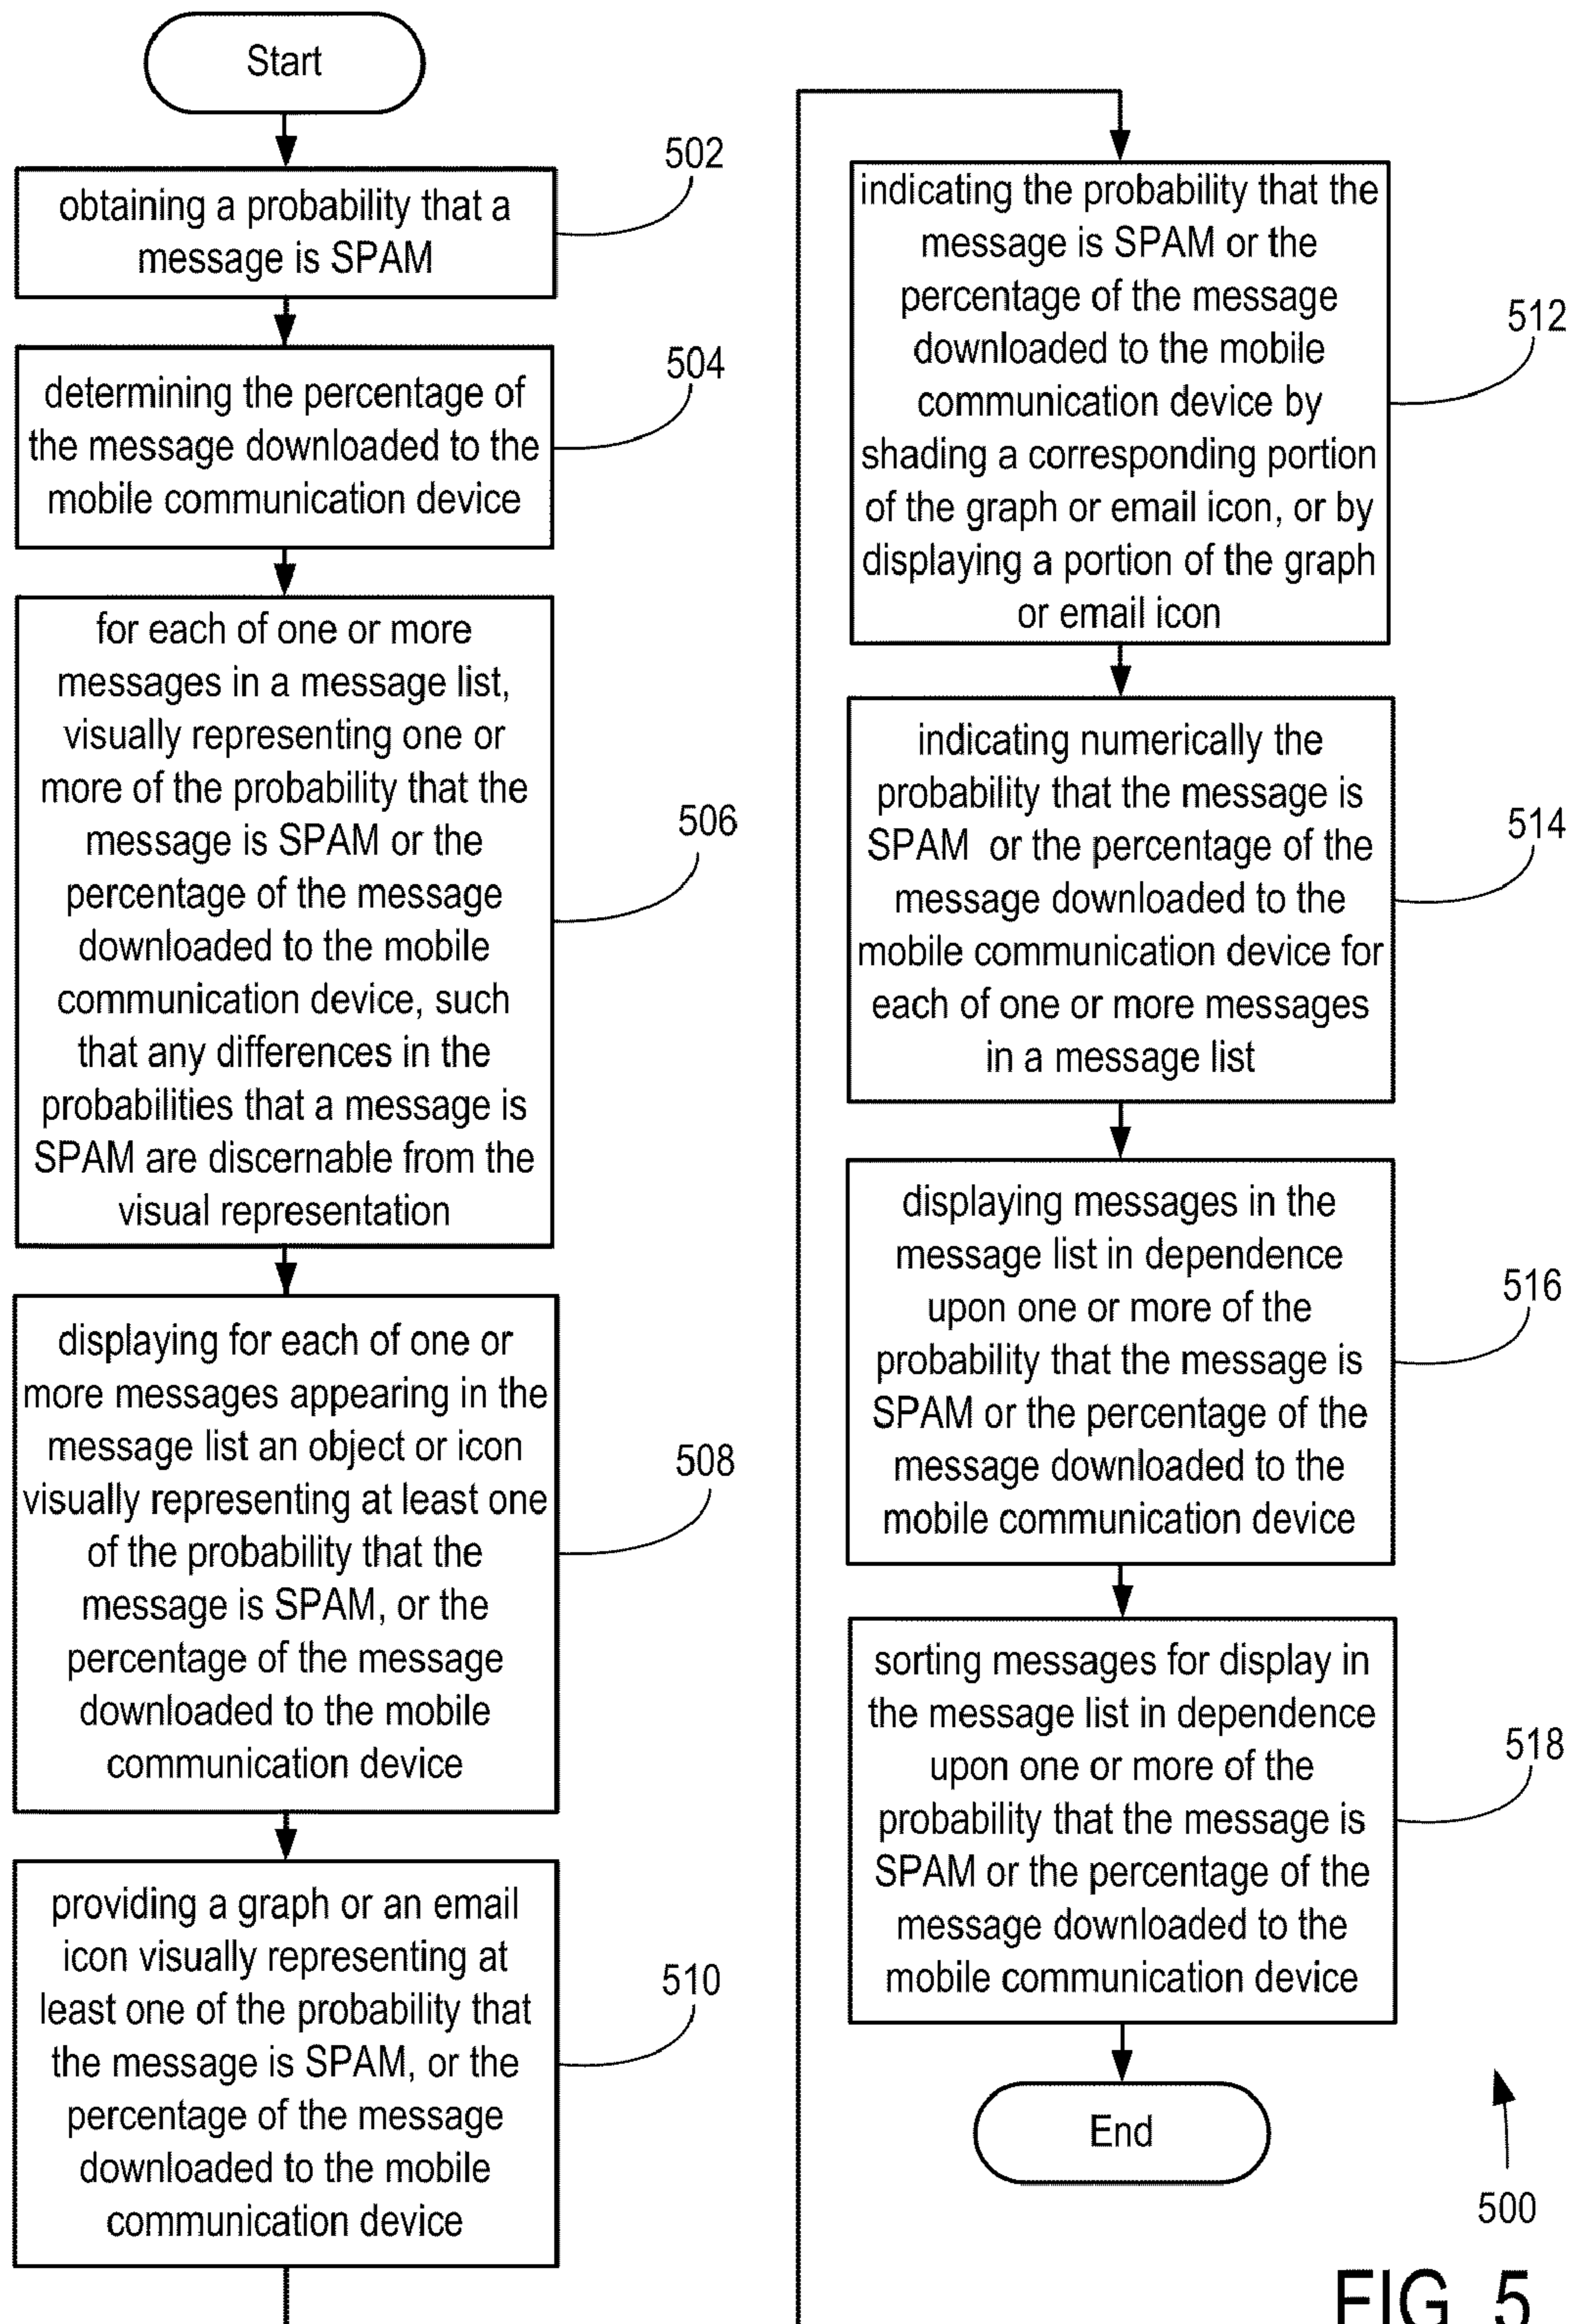 Start
502
obtaining a probability that a
message is SPAM
504
determining the percentage of
the message downloaded to the
mobile communication device
506
for each of one or more
messages in a message list,
visually representing one or
more of the probability that the
message is SPAM or the
percentage of the message
downloaded to the mobile
communication device, such
that any differences in the
probabilities that a message is
SPAM are discernable from the
visual representation
508
displaying for each of one or
more messages appearing in the
message list an object or icon
visually representing at least one
of the probability that the
message is SPAM, or the
percentage of the message
downloaded to the mobile
communication device
510
providing a graph or an email
icon visually representing at
least one of the probability that
the message is SPAM, or the
percentage of the message
downloaded to the mobile
communication device
512
indicating the probability that the
message is SPAM or the
percentage of the message
downloaded to the mobile
communication device by
shading a corresponding portion
of the graph or email icon, or by
displaying a portion of the graph
or email icon
514
indicating numerically the
probability that the message is
SPAM or the percentage of the
message downloaded to the
mobile communication device for
each of one or more messages
in a message list
516
displaying messages in the
message list in dependence
upon one or more of the
probability that the message is
SPAM or the percentage of the
message downloaded to the
mobile communication device
518
sorting messages for display in
the message list in dependence
upon one or more of the
probability that the message is
SPAM or the percentage of the
message downloaded to the
mobile communication device
End
500
FIG. 5